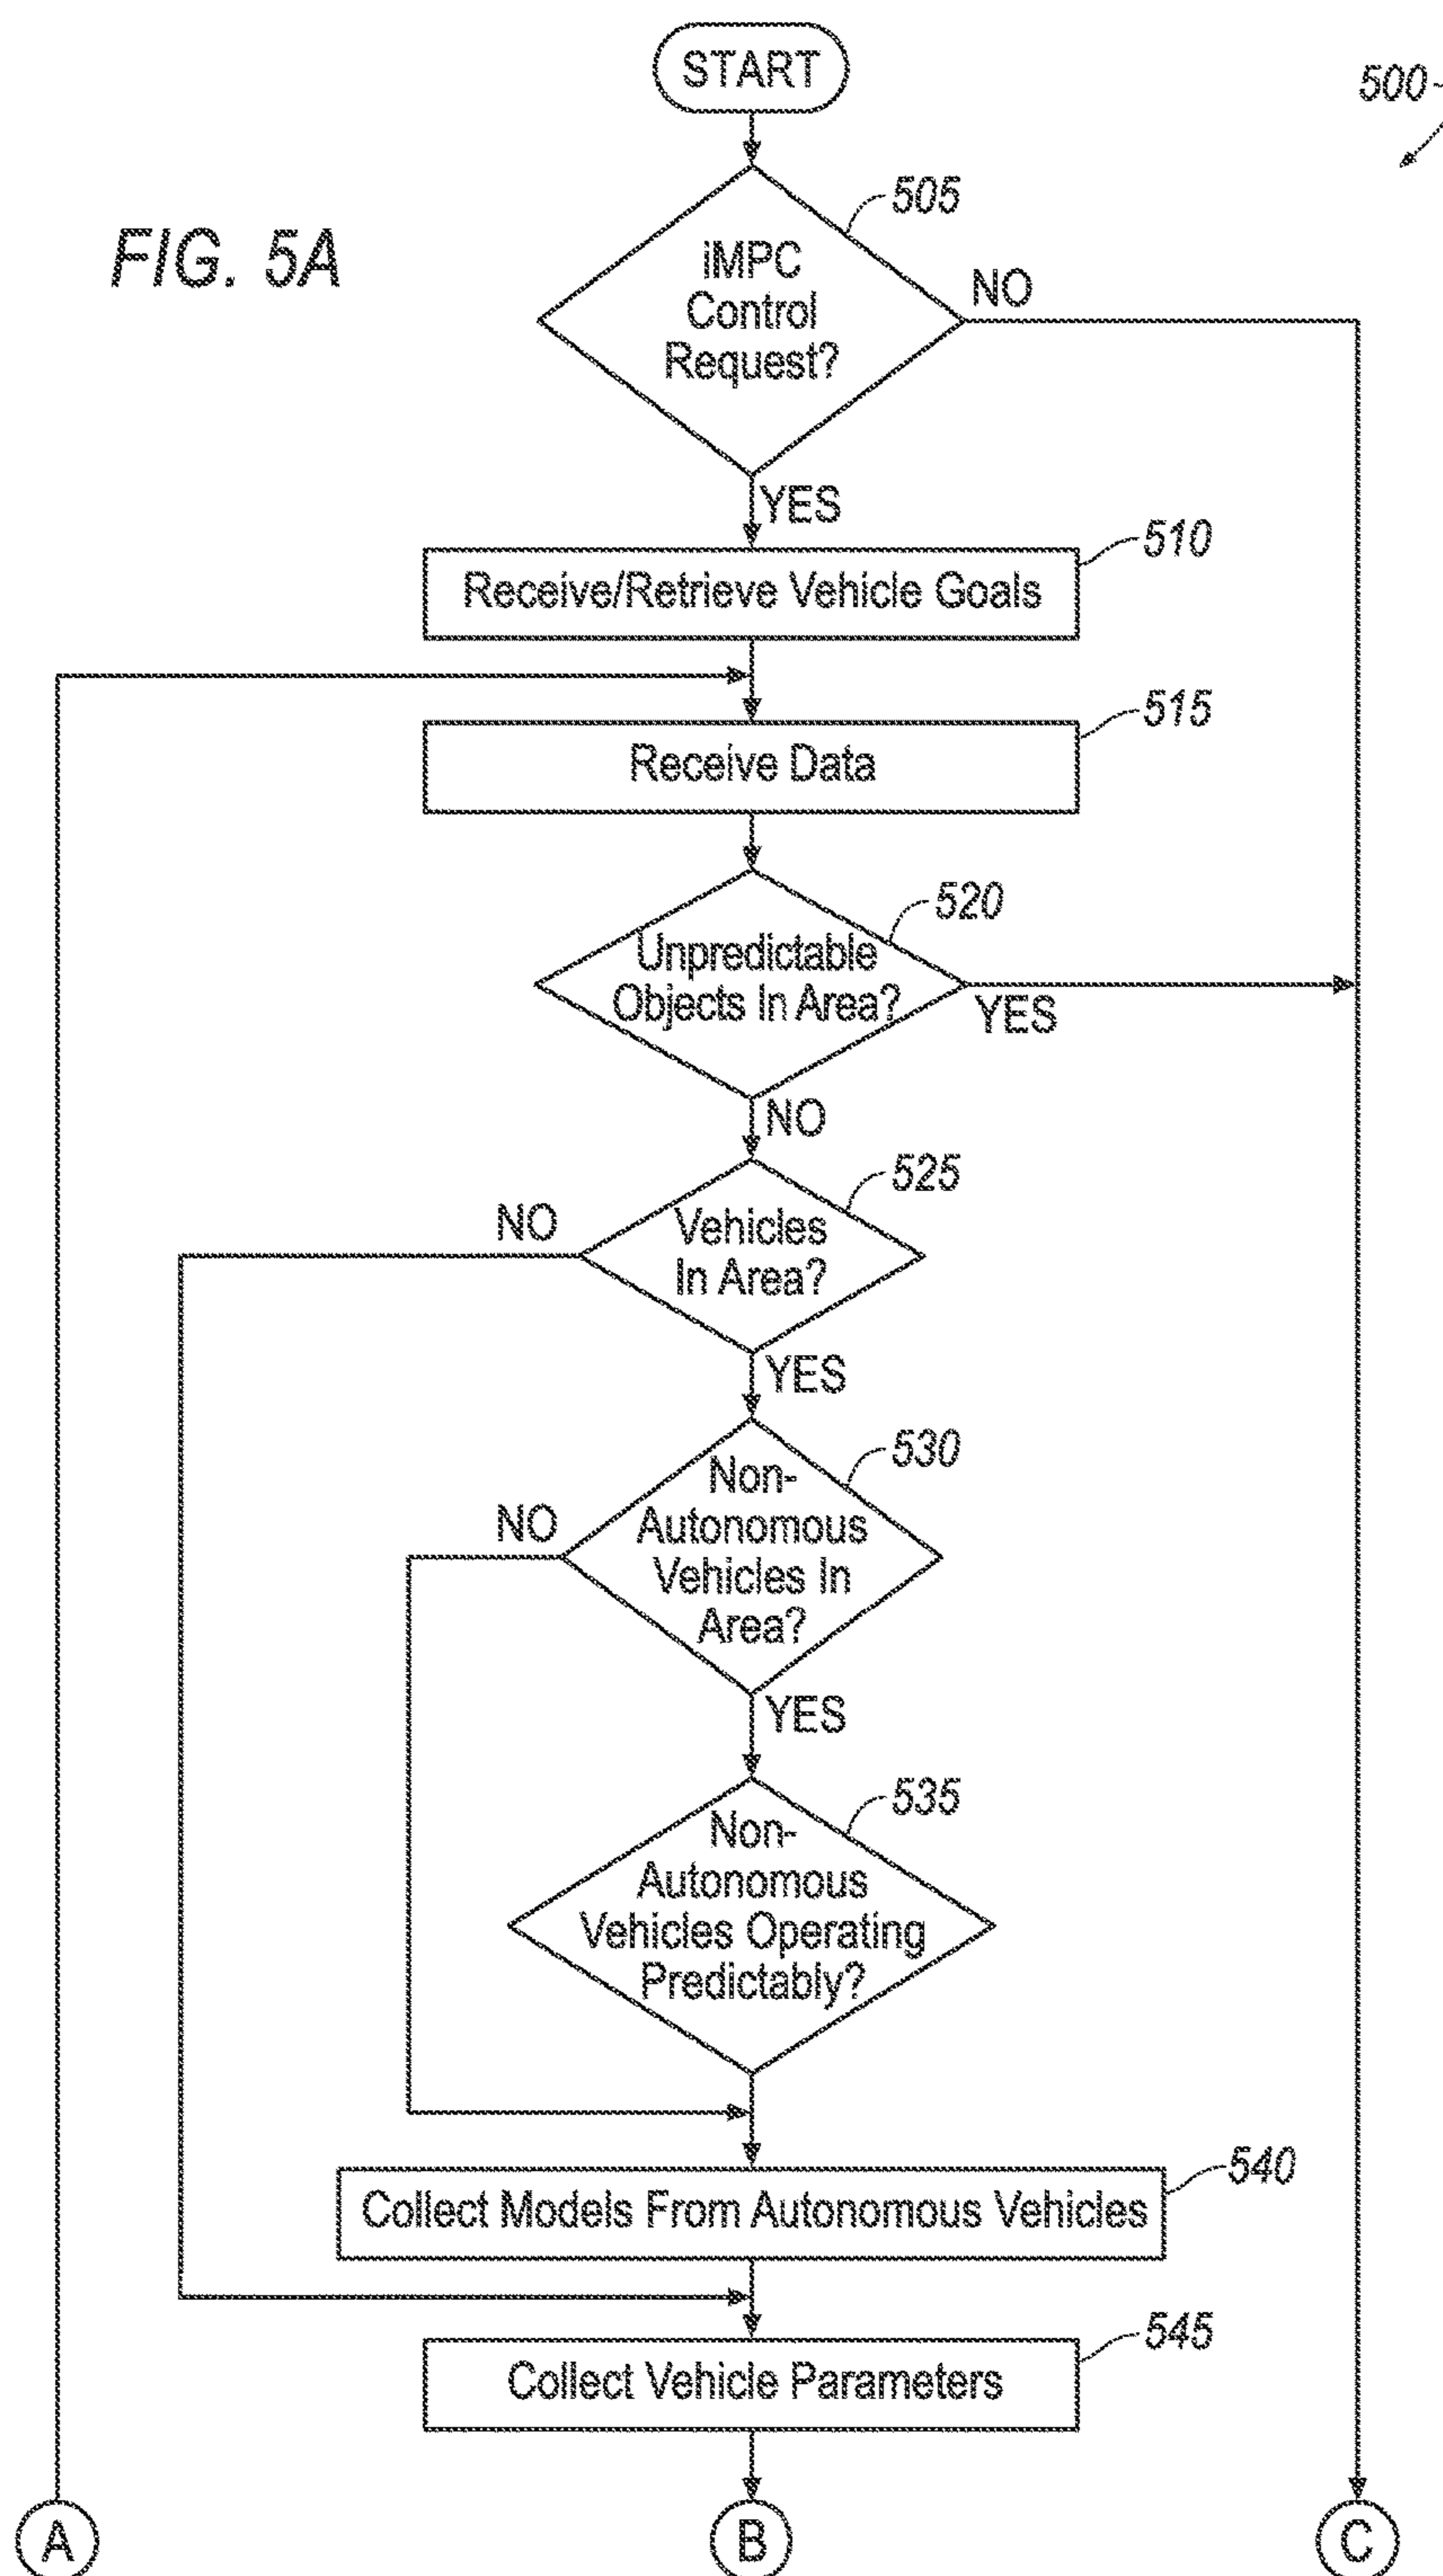 START
500
FIG. 5A
505
iMPC
Control
Request?
NO
YES
510
Receive/Retrieve Vehicle Goals
515
Receive Data
520
Unpredictable
Objects In Area?
YES
NO
525
NO
Vehicles
In Area?
YES
530
NO
Non-
Autonomous
Vehicles In
Area?
YES
535
Non-
Autonomous
Vehicles Operating
Predictably?
540
Collect Models From Autonomous Vehicles
545
Collect Vehicle Parameters
A
B
C